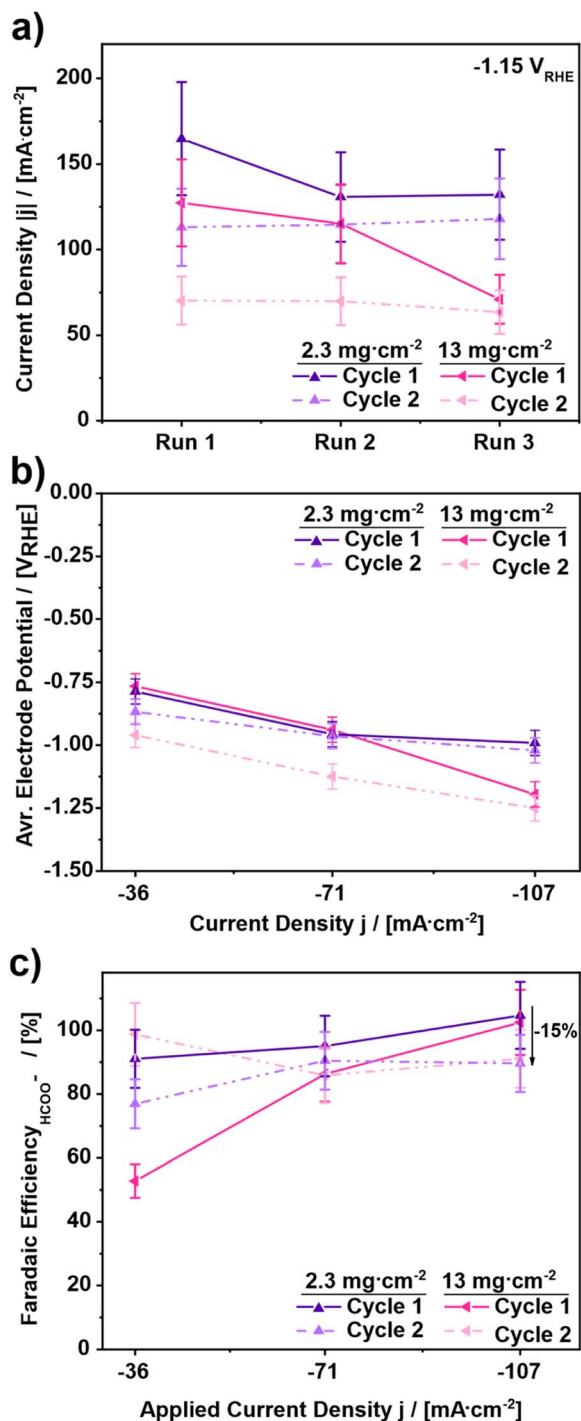 a)
-1.15 V_RHE
200
150
100
50
0
Current Density |j| / [mA·cm⁻²]
2.3 mg·cm⁻² 13 mg·cm⁻²
Cycle 1 Cycle 1
Cycle 2 Cycle 2
Run 1 Run 2 Run 3
b)
0.00
-0.25
-0.50
-0.75
-1.00
-1.25
-1.50
Avr. Electrode Potential / [VRHE]
2.3 mg·cm⁻² 13 mg·cm⁻²
Cycle 1 Cycle 1
Cycle 2 Cycle 2
-36 -71 -107
Current Density j / [mA·cm⁻²]
c)
100
80
60
40
20
0
Faradaic Efficiency_HCOO⁻ / [%]
-15%
2.3 mg·cm⁻² 13 mg·cm⁻²
Cycle 1 Cycle 1
Cycle 2 Cycle 2
-36 -71 -107
Applied Current Density j / [mA·cm⁻²]